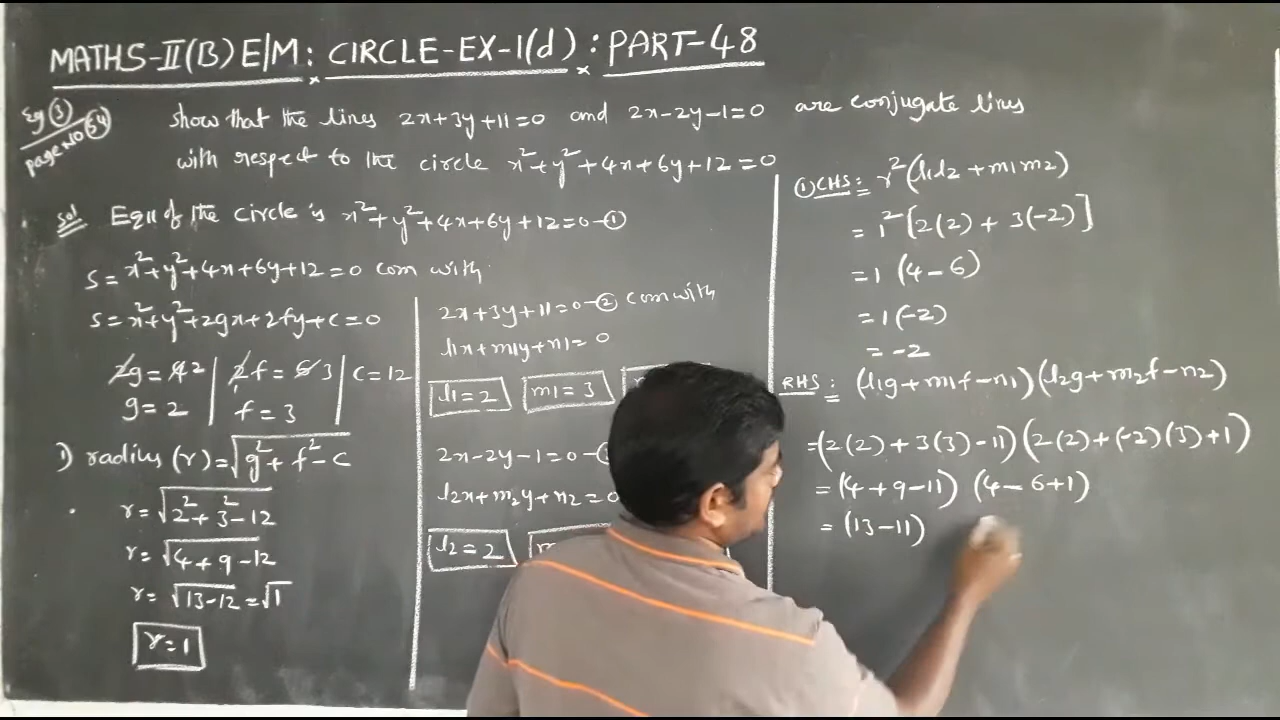 MATHS-II(B) E/M : CIRCLE-EX-1(d) : PART-48
Eg ③
page NO 54
show that the lines 2x+3y+11=0 and 2x-2y-1=0 are conjugate lines
with respect to the circle x²+y²+4x+6y+12=0
Sol Equ of the circle is x²+y²+4x+6y+12=0-①
S=x²+y²+4x+6y+12=0 com with
S=x²+y²+2gx+2fy+c=0
2g=4 2 | 2f=6 3 | c=12
g=2 | f=3
1) radius (r)=√g²+f²-c
r=√2²+3²-12
r=√4+9-12
r=√13-12=√1
r=1
2x+3y+11=0-② com with
l1x+m1y+n1=0
l1=2 m1=3
2x-2y-1=0-
l2x+m2y+n2=0
l2=2
① LHS: r²(l1l2+m1m2)
=1²[2(2)+3(-2)]
=1(4-6)
=1(-2)
=-2
RHS: (l1g+m1f-n1)(l2g+m2f-n2)
=(2(2)+3(3)-11)(2(2)+(-2)(3)+1)
=(4+9-11) (4-6+1)
=(13-11)